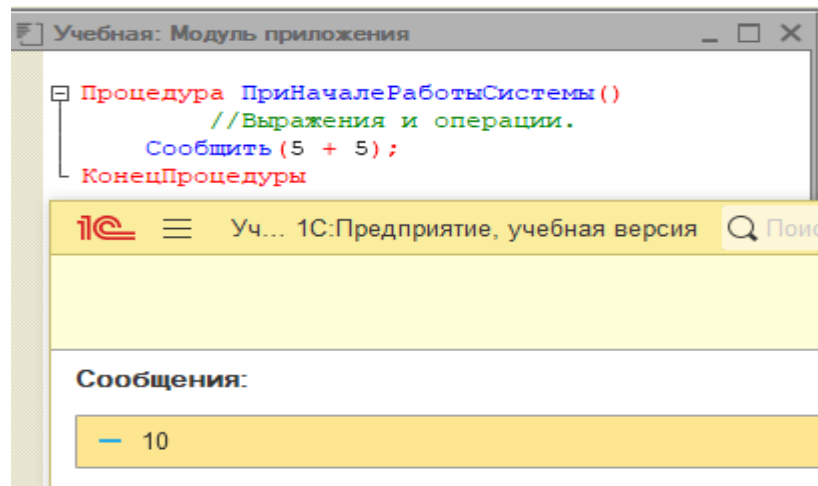 Учебная: Модуль приложения
Процедура ПриНачалеРаботыСистемы()
//Выражения и операции.
Сообщить(5 + 5);
КонецПроцедуры
1С Уч... 1С:Предприятие, учебная версия Поис
Сообщения:
10